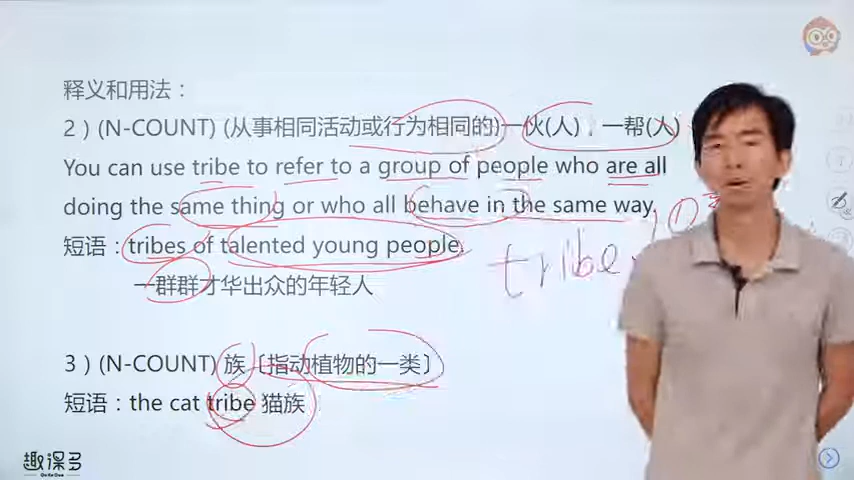 释义和用法：
2）(N-COUNT) (从事相同活动或行为相同的)一伙(人)，一帮(人)
You can use tribe to refer to a group of people who are all
doing the same thing or who all behave in the same way.
短语：tribes of talented young people,
一群群才华出众的年轻人
tribe
3）(N-COUNT) 族〔指动植物的一类〕
短语：the cat tribe 猫族
趣课多